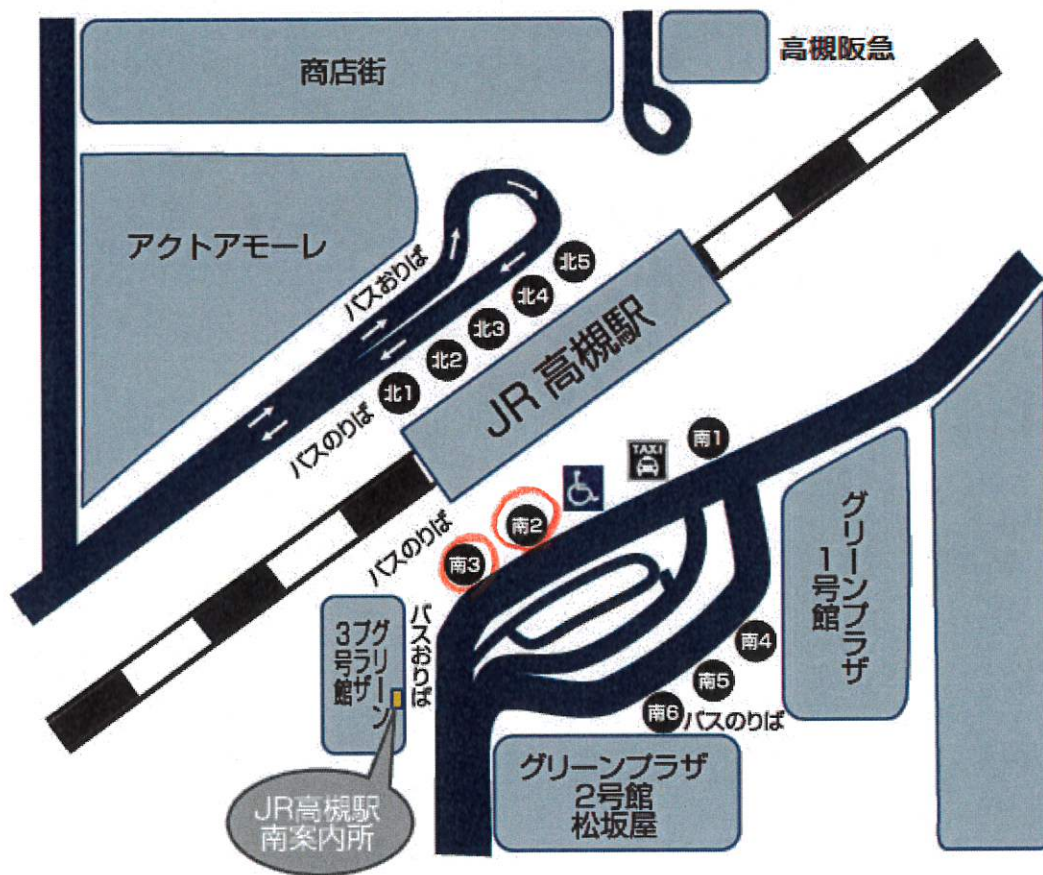 商店街
高槻阪急
アクトアモーレ
バスおりば
北5
北4
北3
北2
北1
バスのりば
JR 高槻駅
南1
TAXI
南2
南3
バスのりば
グリーンプラザ
1号館
グリーン
プラザ
3号館
バスおりば
南4
南5
南6
バスのりば
グリーンプラザ
2号館
松坂屋
JR高槻駅
南案内所